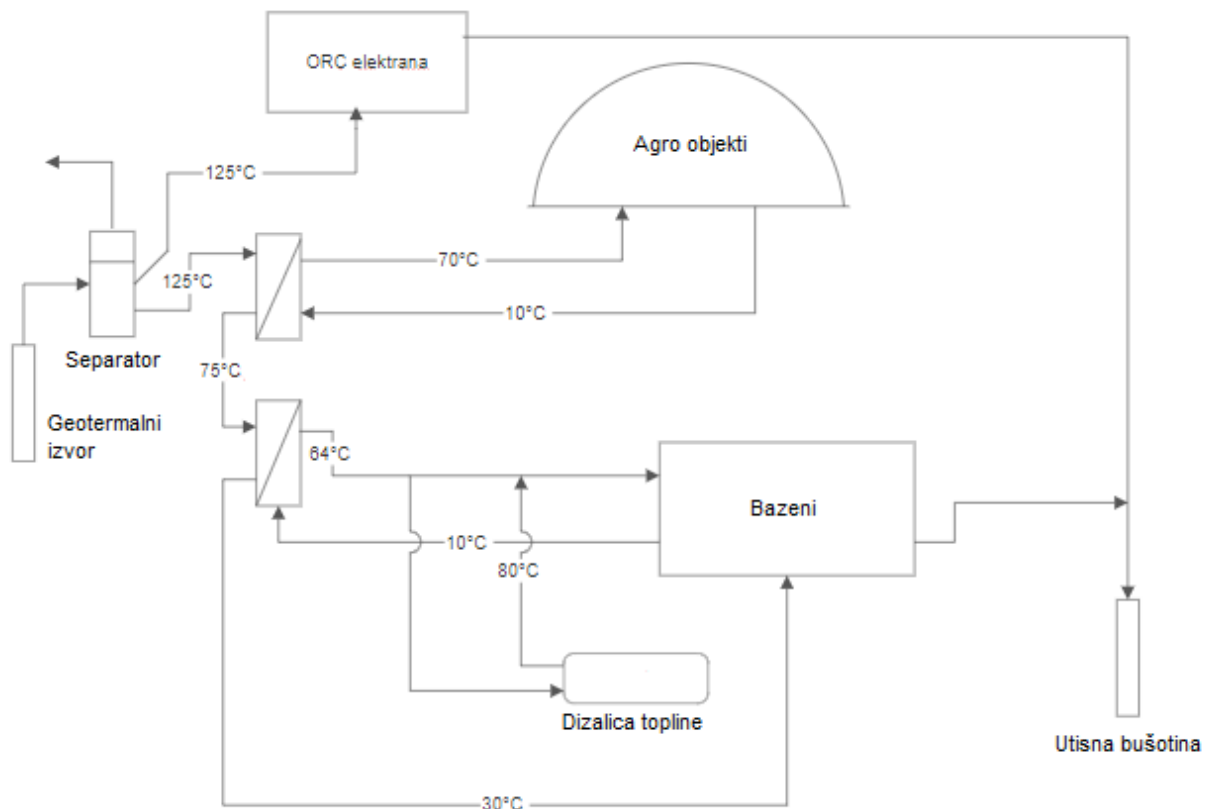 ORC elektrana
Agro objekti
125°C
70°C
125°C
10°C
Separator
75°C
Geotermalni
izvor
64°C
Bazeni
10°C
80°C
Dizalica topline
Utisna bušotina
30°C